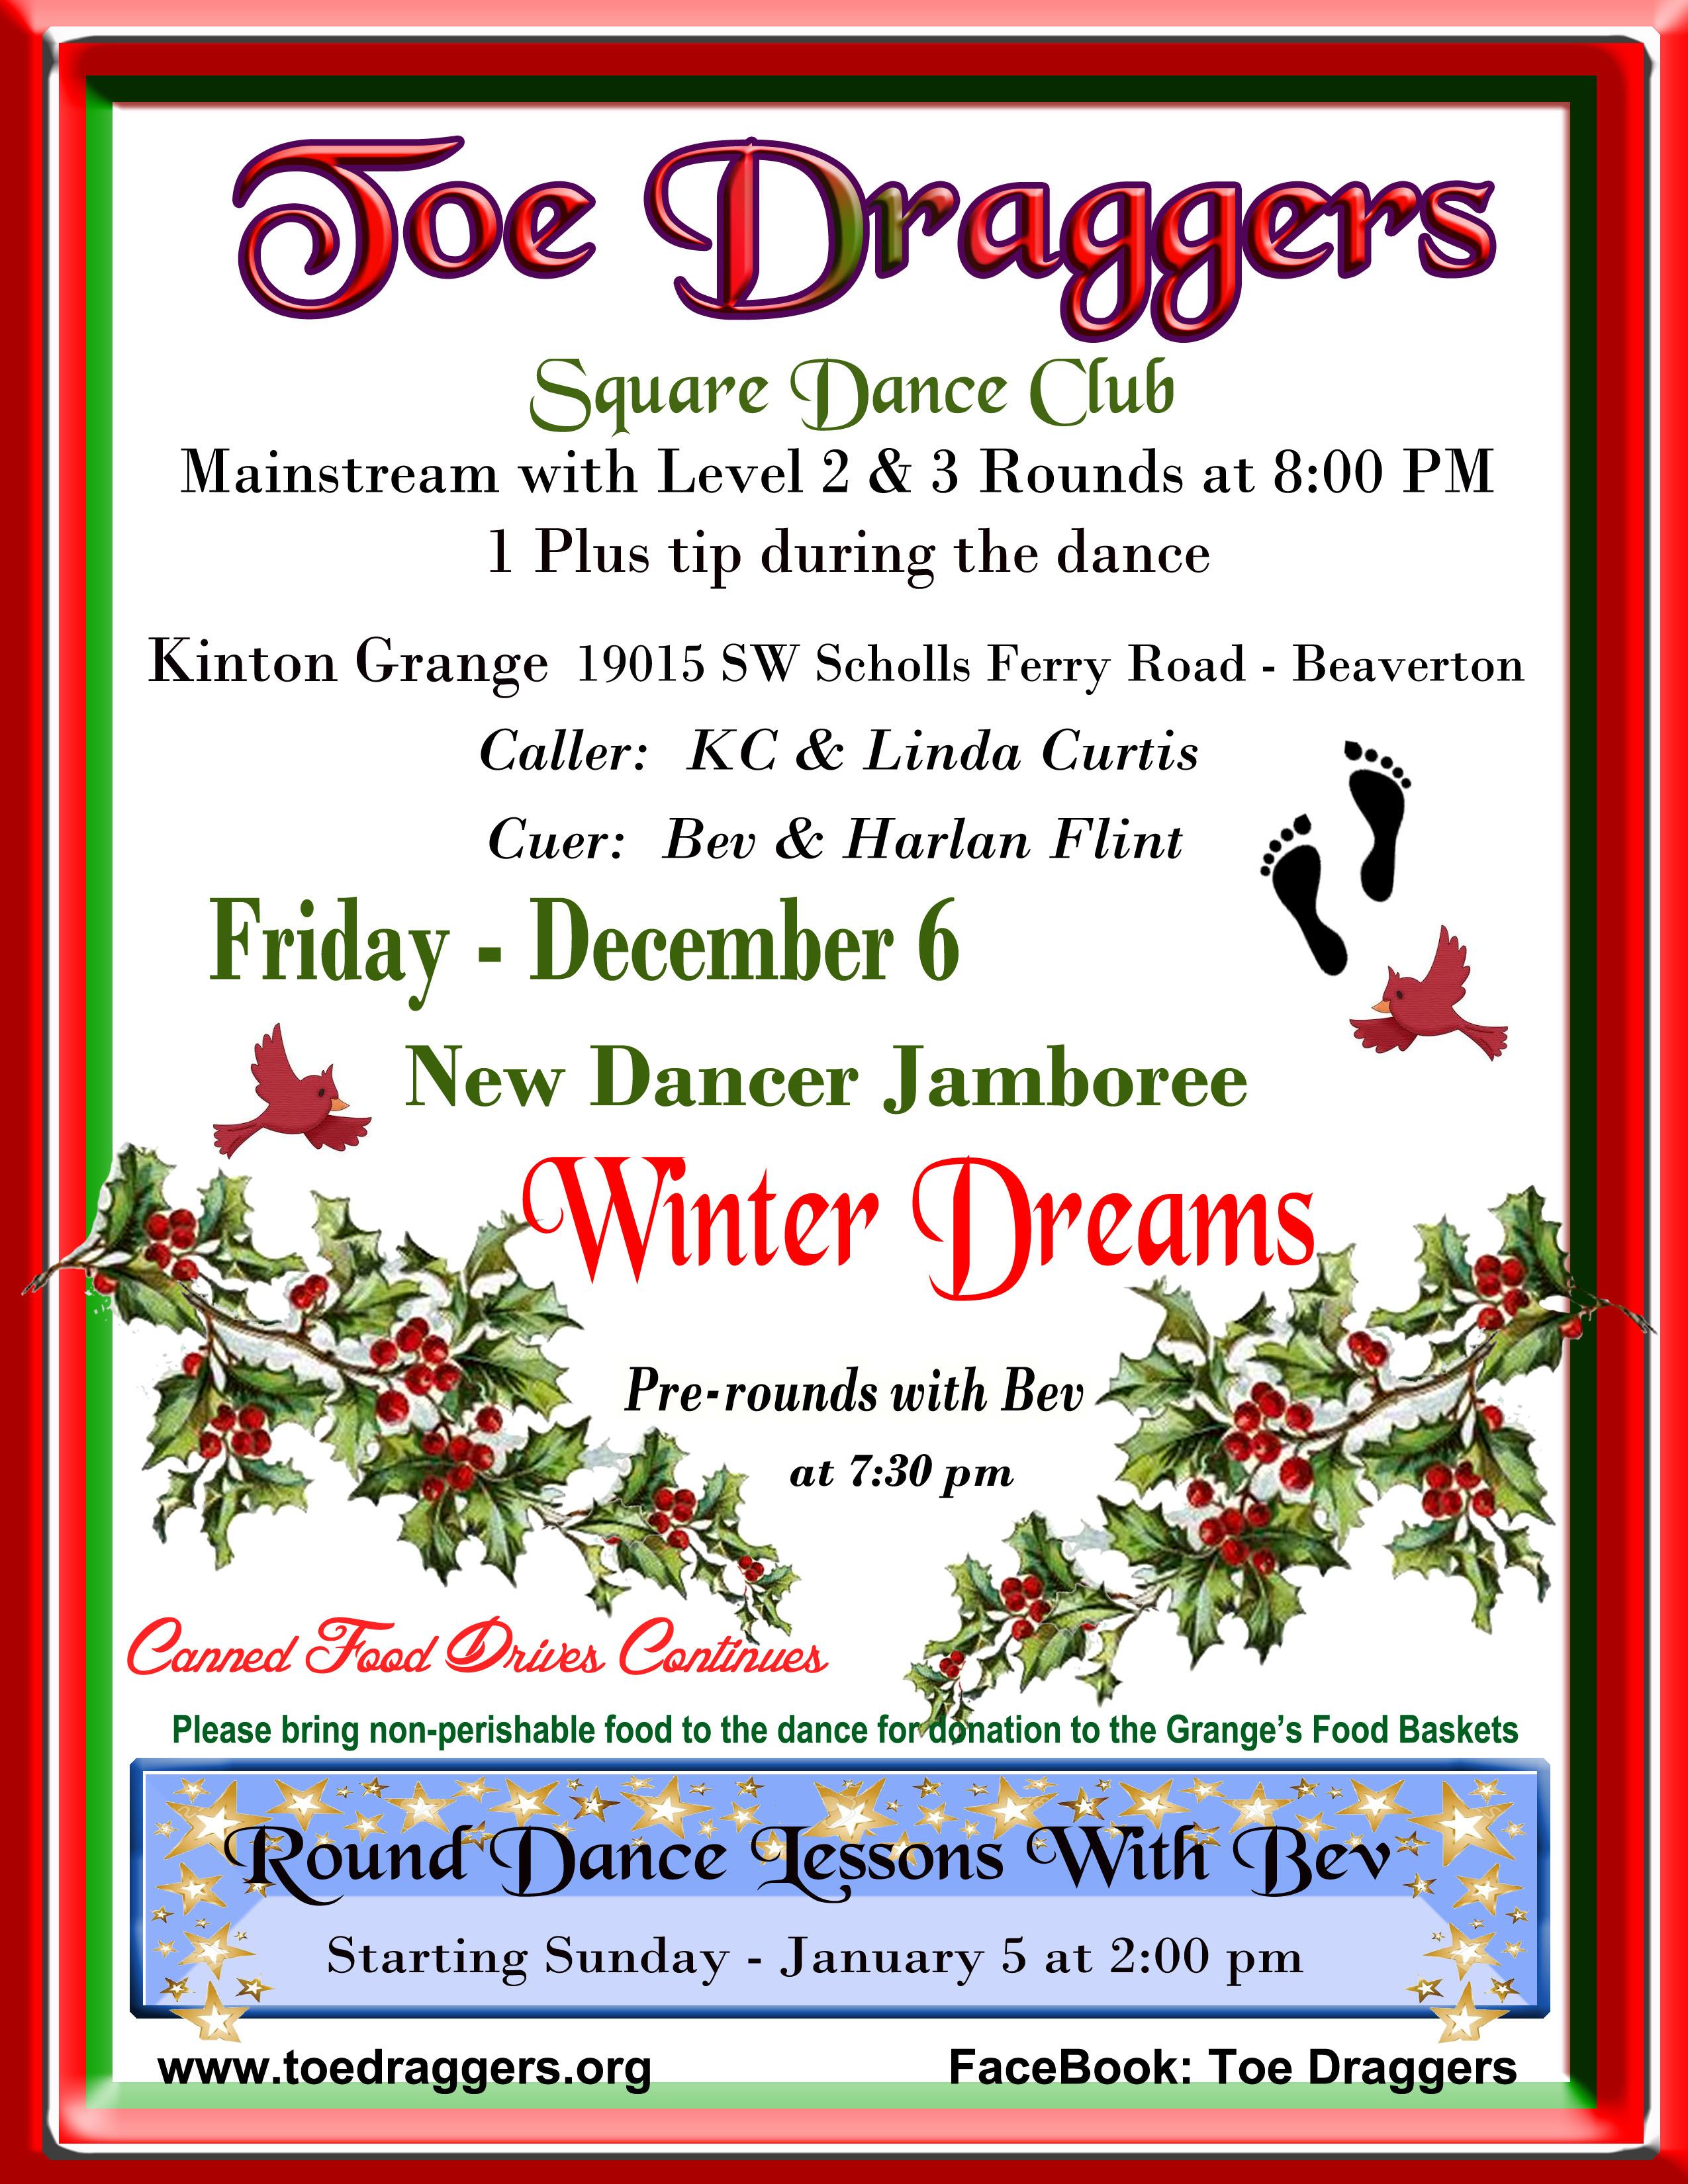 Toe Draggers
Square Dance Club
Mainstream with Level 2 & 3 Rounds at 8:00 PM
1 Plus tip during the dance
Kinton Grange 19015 SW Scholls Ferry Road - Beaverton
Caller: KC & Linda Curtis
Cuer: Bev & Harlan Flint
Friday - December 6
New Dancer Jamboree
Winter Dreams
Pre-rounds with Bev
at 7:30 pm
Canned Food Drives Continues
Please bring non-perishable food to the dance for donation to the Grange’s Food Baskets
Round Dance Lessons With Bev
Starting Sunday - January 5 at 2:00 pm
www.toedraggers.org
FaceBook: Toe Draggers